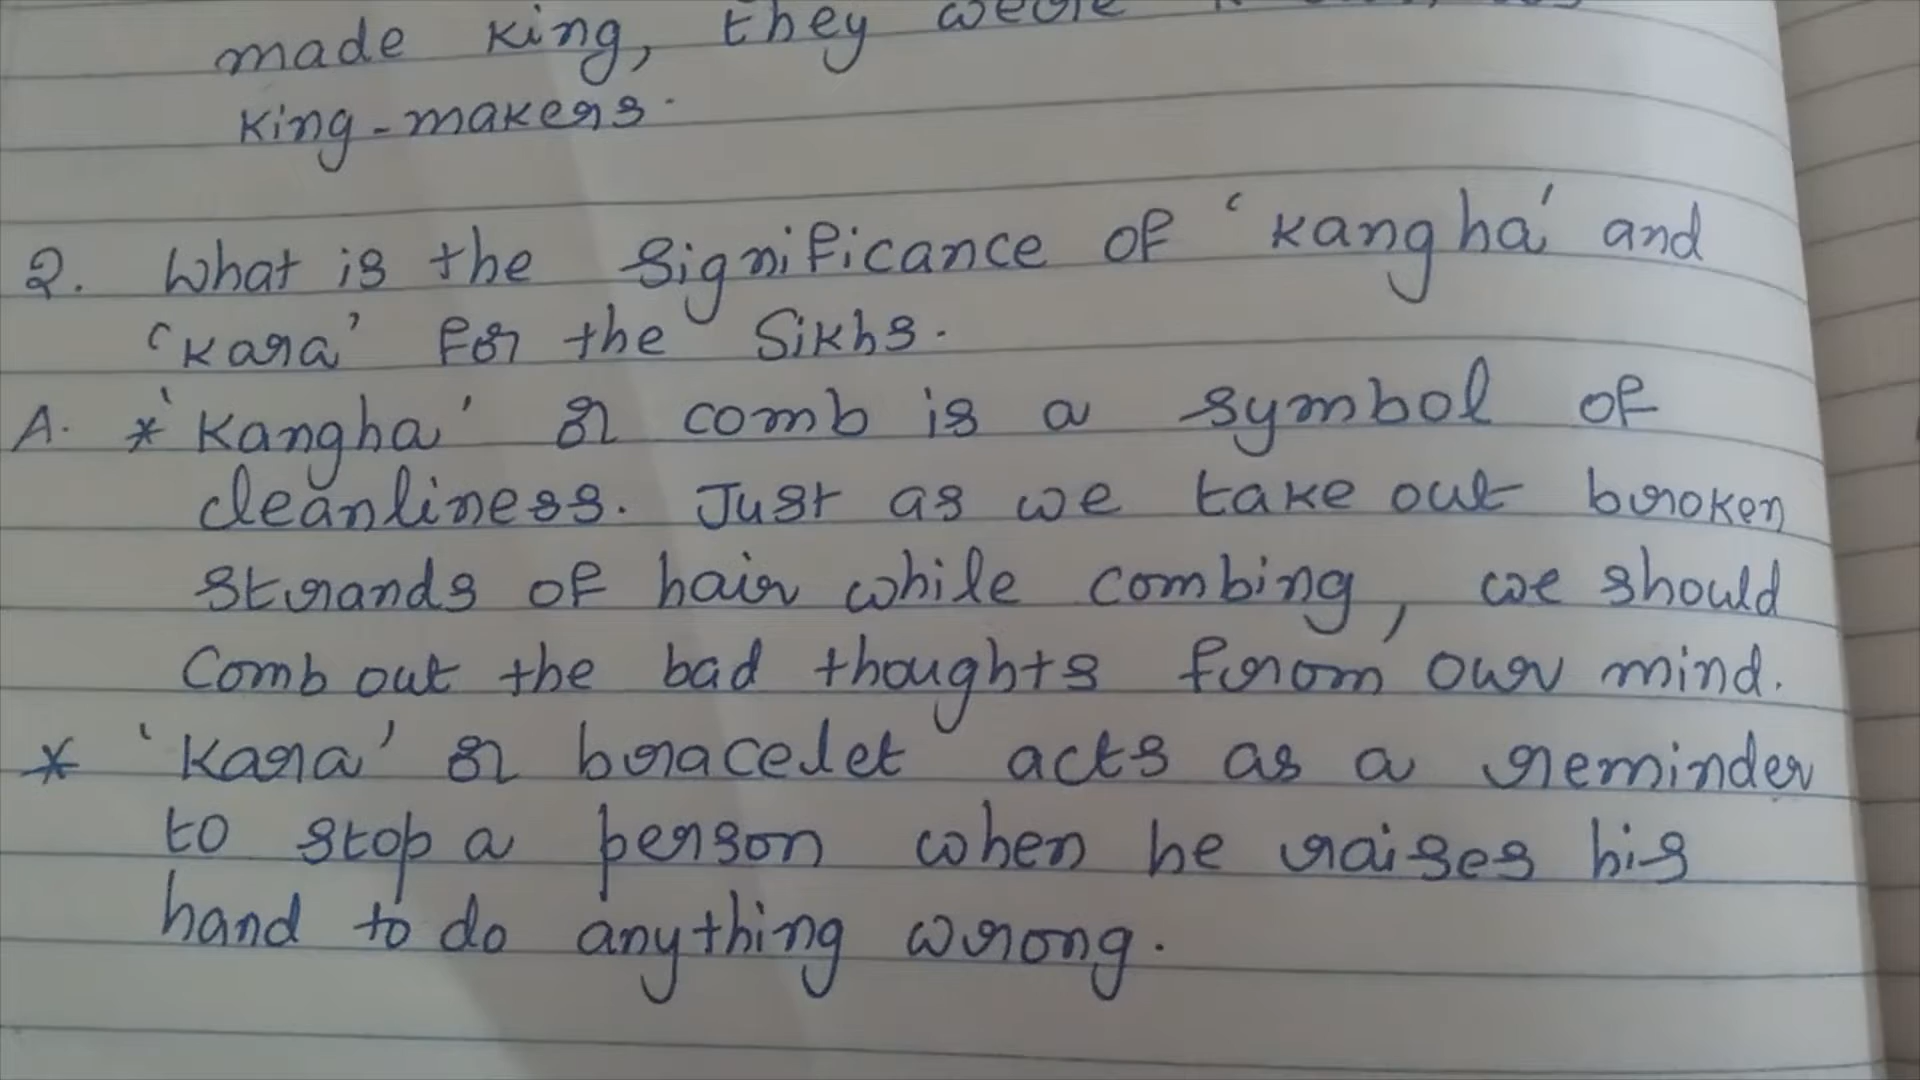 made king, they were
king-makers.
2. What is the significance of 'kangha' and
'kara' for the Sikhs.
A. * 'Kangha' or comb is a symbol of
cleanliness. Just as we take out broken
strands of hair while combing, we should
Comb out the bad thoughts from our mind.
* 'Kara' or bracelet acts as a reminder
to stop a person when he raises his
hand to do anything wrong.